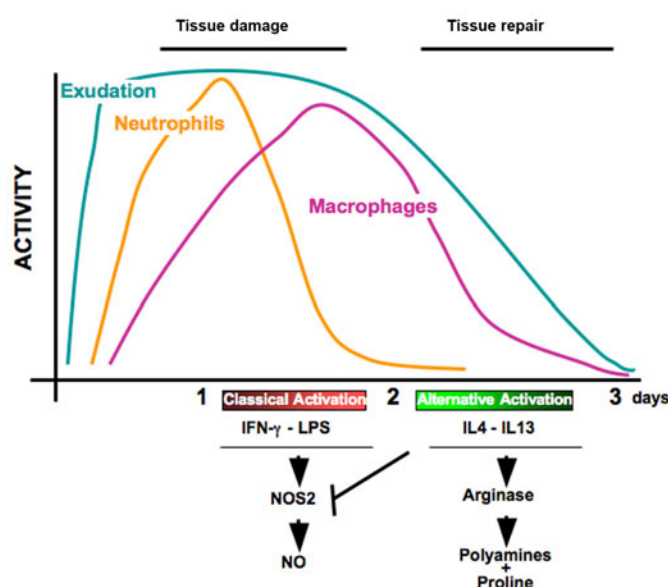 Tissue damage
Tissue repair
Exudation
Neutrophils
Macrophages
ACTIVITY
1
Classical Activation
2
Alternative Activation
3 days
IFN-γ - LPS
IL4 - IL13
NOS2
Arginase
NO
Polyamines
+
Proline